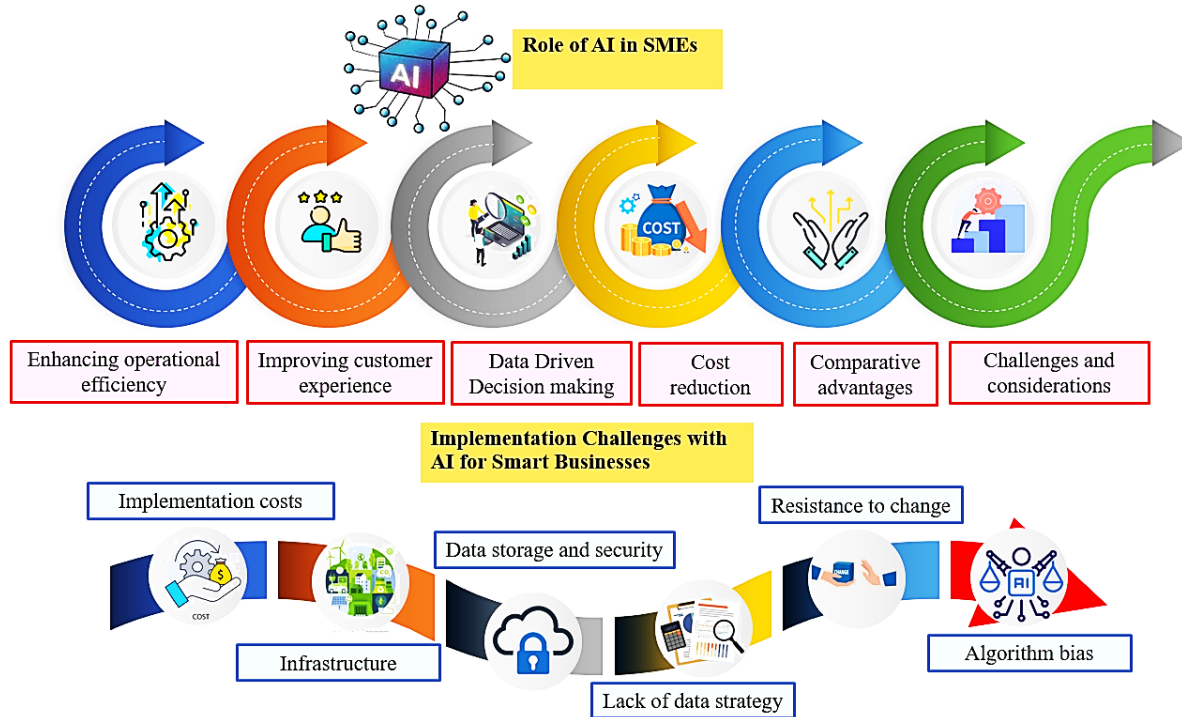 AI
Role of AI in SMEs
COST
Enhancing operational
efficiency
Improving customer
experience
Data Driven
Decision making
Cost
reduction
Comparative
advantages
Challenges and
considerations
Implementation Challenges with
AI for Smart Businesses
Implementation costs
Resistance to change
Data storage and security
$
COST
CHANGE
AI
Infrastructure
Lack of data strategy
Algorithm bias